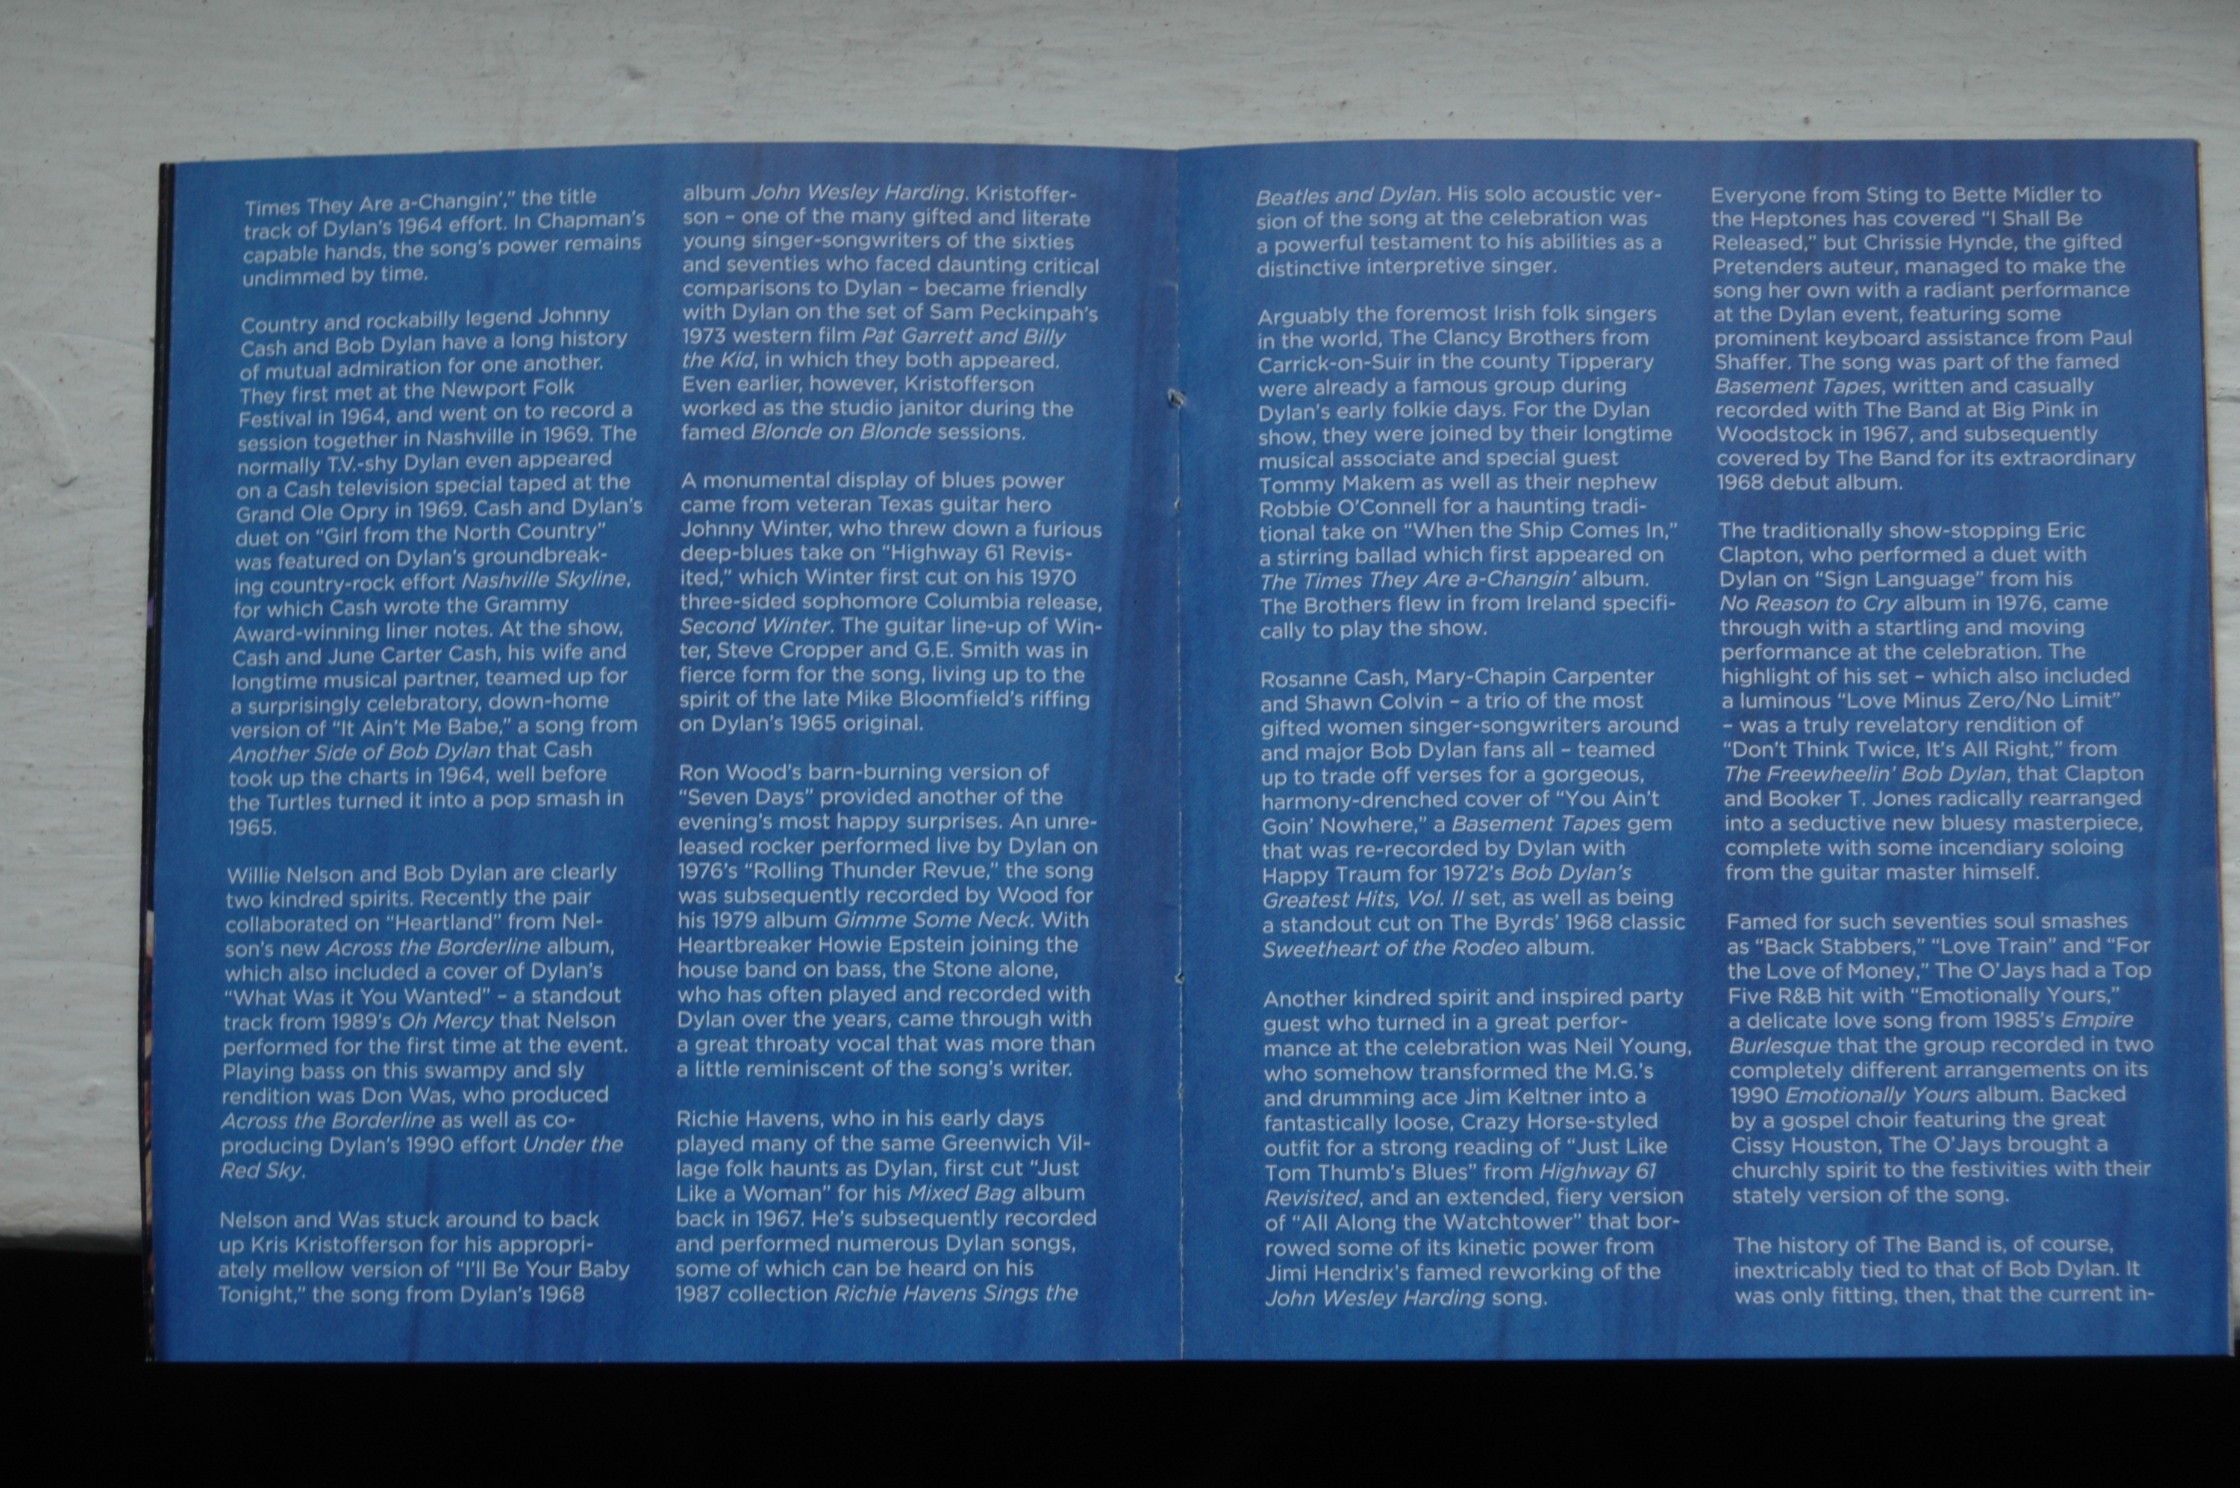 Times They Are a-Changin’,” the title
track of Dylan’s 1964 effort. In Chapman’s
capable hands, the song’s power remains
undimmed by time.
Country and rockabilly legend Johnny
Cash and Bob Dylan have a long history
of mutual admiration for one another.
They first met at the Newport Folk
Festival in 1964, and went on to record a
session together in Nashville in 1969. The
normally T.V.-shy Dylan even appeared
on a Cash television special taped at the
Grand Ole Opry in 1969. Cash and Dylan’s
duet on “Girl from the North Country”
was featured on Dylan’s groundbreak-
ing country-rock effort Nashville Skyline,
for which Cash wrote the Grammy
Award-winning liner notes. At the show,
Cash and June Carter Cash, his wife and
longtime musical partner, teamed up for
a surprisingly celebratory, down-home
version of “It Ain’t Me Babe,” a song from
Another Side of Bob Dylan that Cash
took up the charts in 1964, well before
the Turtles turned it into a pop smash in
1965.
Willie Nelson and Bob Dylan are clearly
two kindred spirits. Recently the pair
collaborated on “Heartland” from Nel-
son’s new Across the Borderline album,
which also included a cover of Dylan’s
“What Was it You Wanted” – a standout
track from 1989’s Oh Mercy that Nelson
performed for the first time at the event.
Playing bass on this swampy and sly
rendition was Don Was, who produced
Across the Borderline as well as co-
producing Dylan’s 1990 effort Under the
Red Sky.
Nelson and Was stuck around to back
up Kris Kristofferson for his appropri-
ately mellow version of “I’ll Be Your Baby
Tonight,” the song from Dylan’s 1968
album John Wesley Harding. Kristoffer-
son – one of the many gifted and literate
young singer-songwriters of the sixties
and seventies who faced daunting critical
comparisons to Dylan – became friendly
with Dylan on the set of Sam Peckinpah’s
1973 western film Pat Garrett and Billy
the Kid, in which they both appeared.
Even earlier, however, Kristofferson
worked as the studio janitor during the
famed Blonde on Blonde sessions.
A monumental display of blues power
came from veteran Texas guitar hero
Johnny Winter, who threw down a furious
deep-blues take on “Highway 61 Revis-
ited,” which Winter first cut on his 1970
three-sided sophomore Columbia release,
Second Winter. The guitar line-up of Win-
ter, Steve Cropper and G.E. Smith was in
fierce form for the song, living up to the
spirit of the late Mike Bloomfield’s riffing
on Dylan’s 1965 original.
Ron Wood’s barn-burning version of
“Seven Days” provided another of the
evening’s most happy surprises. An unre-
leased rocker performed live by Dylan on
1976’s “Rolling Thunder Revue,” the song
was subsequently recorded by Wood for
his 1979 album Gimme Some Neck. With
Heartbreaker Howie Epstein joining the
house band on bass, the Stone alone,
who has often played and recorded with
Dylan over the years, came through with
a great throaty vocal that was more than
a little reminiscent of the song’s writer.
Richie Havens, who in his early days
played many of the same Greenwich Vil-
lage folk haunts as Dylan, first cut “Just
Like a Woman” for his Mixed Bag album
back in 1967. He’s subsequently recorded
and performed numerous Dylan songs,
some of which can be heard on his
1987 collection Richie Havens Sings the
Beatles and Dylan. His solo acoustic ver-
sion of the song at the celebration was
a powerful testament to his abilities as a
distinctive interpretive singer.
Arguably the foremost Irish folk singers
in the world, The Clancy Brothers from
Carrick-on-Suir in the county Tipperary
were already a famous group during
Dylan’s early folkie days. For the Dylan
show, they were joined by their longtime
musical associate and special guest
Tommy Makem as well as their nephew
Robbie O’Connell for a haunting tradi-
tional take on “When the Ship Comes In,”
a stirring ballad which first appeared on
The Times They Are a-Changin’ album.
The Brothers flew in from Ireland specifi-
cally to play the show.
Rosanne Cash, Mary-Chapin Carpenter
and Shawn Colvin – a trio of the most
gifted women singer-songwriters around
and major Bob Dylan fans all – teamed
up to trade off verses for a gorgeous,
harmony-drenched cover of “You Ain’t
Goin’ Nowhere,” a Basement Tapes gem
that was re-recorded by Dylan with
Happy Traum for 1972’s Bob Dylan’s
Greatest Hits, Vol. II set, as well as being
a standout cut on The Byrds’ 1968 classic
Sweetheart of the Rodeo album.
Another kindred spirit and inspired party
guest who turned in a great perfor-
mance at the celebration was Neil Young,
who somehow transformed the M.G.’s
and drumming ace Jim Keltner into a
fantastically loose, Crazy Horse-styled
outfit for a strong reading of “Just Like
Tom Thumb’s Blues” from Highway 61
Revisited, and an extended, fiery version
of “All Along the Watchtower” that bor-
rowed some of its kinetic power from
Jimi Hendrix’s famed reworking of the
John Wesley Harding song.
Everyone from Sting to Bette Midler to
the Heptones has covered “I Shall Be
Released,” but Chrissie Hynde, the gifted
Pretenders auteur, managed to make the
song her own with a radiant performance
at the Dylan event, featuring some
prominent keyboard assistance from Paul
Shaffer. The song was part of the famed
Basement Tapes, written and casually
recorded with The Band at Big Pink in
Woodstock in 1967, and subsequently
covered by The Band for its extraordinary
1968 debut album.
The traditionally show-stopping Eric
Clapton, who performed a duet with
Dylan on “Sign Language” from his
No Reason to Cry album in 1976, came
through with a startling and moving
performance at the celebration. The
highlight of his set – which also included
a luminous “Love Minus Zero/No Limit”
– was a truly revelatory rendition of
“Don’t Think Twice, It’s All Right,” from
The Freewheelin’ Bob Dylan, that Clapton
and Booker T. Jones radically rearranged
into a seductive new bluesy masterpiece,
complete with some incendiary soloing
from the guitar master himself.
Famed for such seventies soul smashes
as “Back Stabbers,” “Love Train” and “For
the Love of Money,” The O’Jays had a Top
Five R&B hit with “Emotionally Yours,”
a delicate love song from 1985’s Empire
Burlesque that the group recorded in two
completely different arrangements on its
1990 Emotionally Yours album. Backed
by a gospel choir featuring the great
Cissy Houston, The O’Jays brought a
churchly spirit to the festivities with their
stately version of the song.
The history of The Band is, of course,
inextricably tied to that of Bob Dylan. It
was only fitting, then, that the current in-